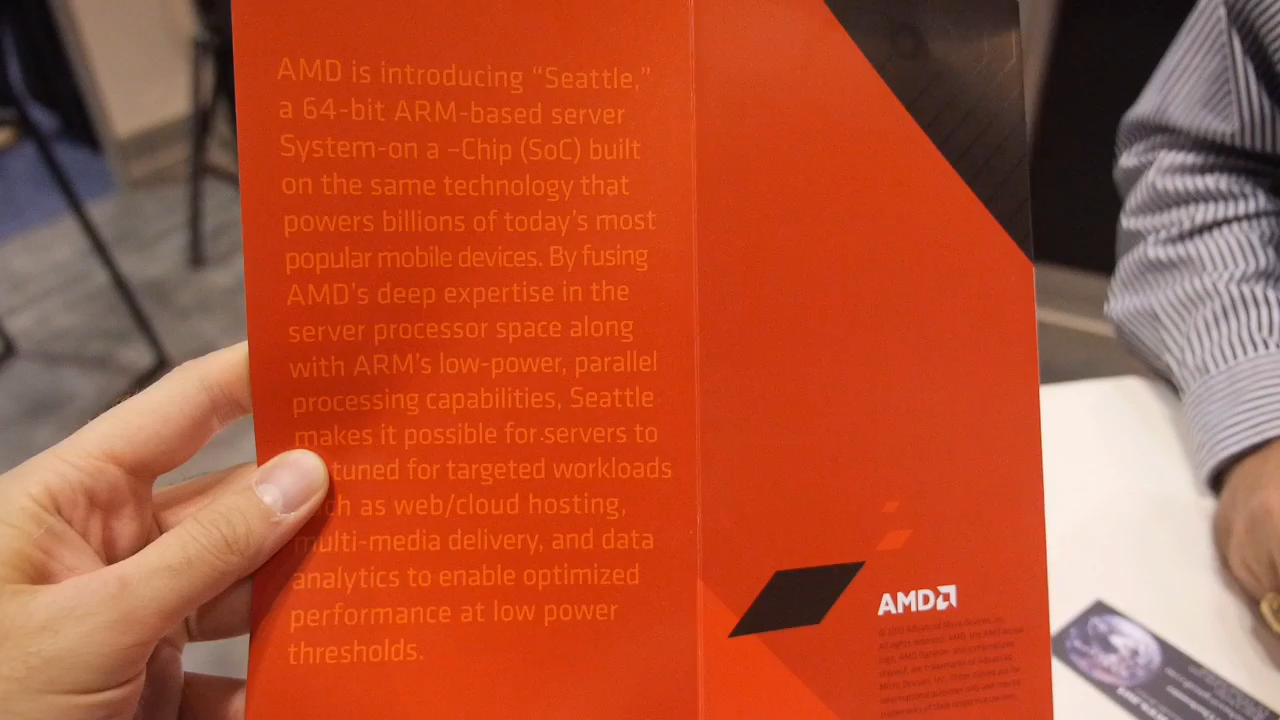 AMD is introducing “Seattle,”
a 64-bit ARM-based server
System-on a –Chip (SoC) built
on the same technology that
powers billions of today’s most
popular mobile devices. By fusing
AMD’s deep expertise in the
server processor space along
with ARM’s low-power, parallel
processing capabilities, Seattle
makes it possible for servers to
tuned for targeted workloads
as web/cloud hosting,
multi-media delivery, and data
analytics to enable optimized
performance at low power
thresholds.
AMD